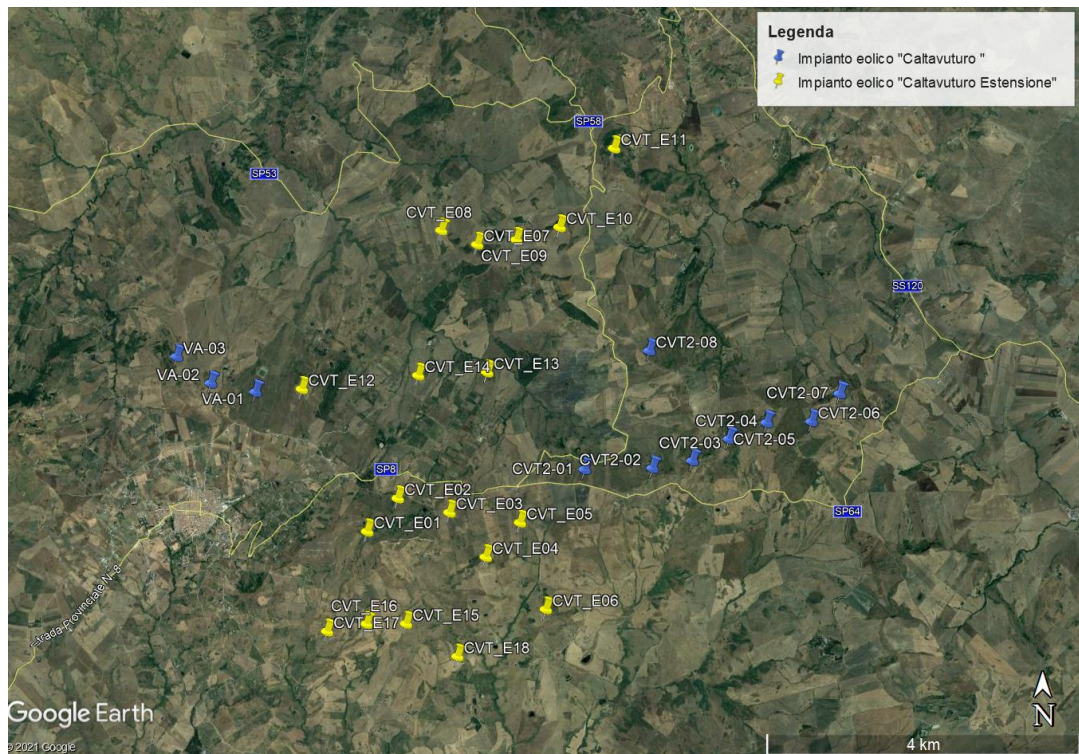 Legenda
Impianto eolico "Caltavuturo "
Impianto eolico "Caltavuturo Estensione"
SP58
CVT_E11
SP53
CVT_E08
CVT_E10
CVT_E07
CVT_E09
SS120
VA-03
CVT2-08
VA-02
CVT_E12
CVT_E14
CVT_E13
VA-01
CVT2-07
CVT2-04
CVT2-06
CVT2-03
CVT2-05
SP8
CVT2-01
CVT2-02
CVT_E02
CVT_E03
SP64
CVT_E01
CVT_E05
CVT_E04
Strada Provinciale N. 8
CVT_E16
CVT_E15
CVT_E06
CVT_E17
CVT_E18
Google Earth
N
© 2021 Google
4 km